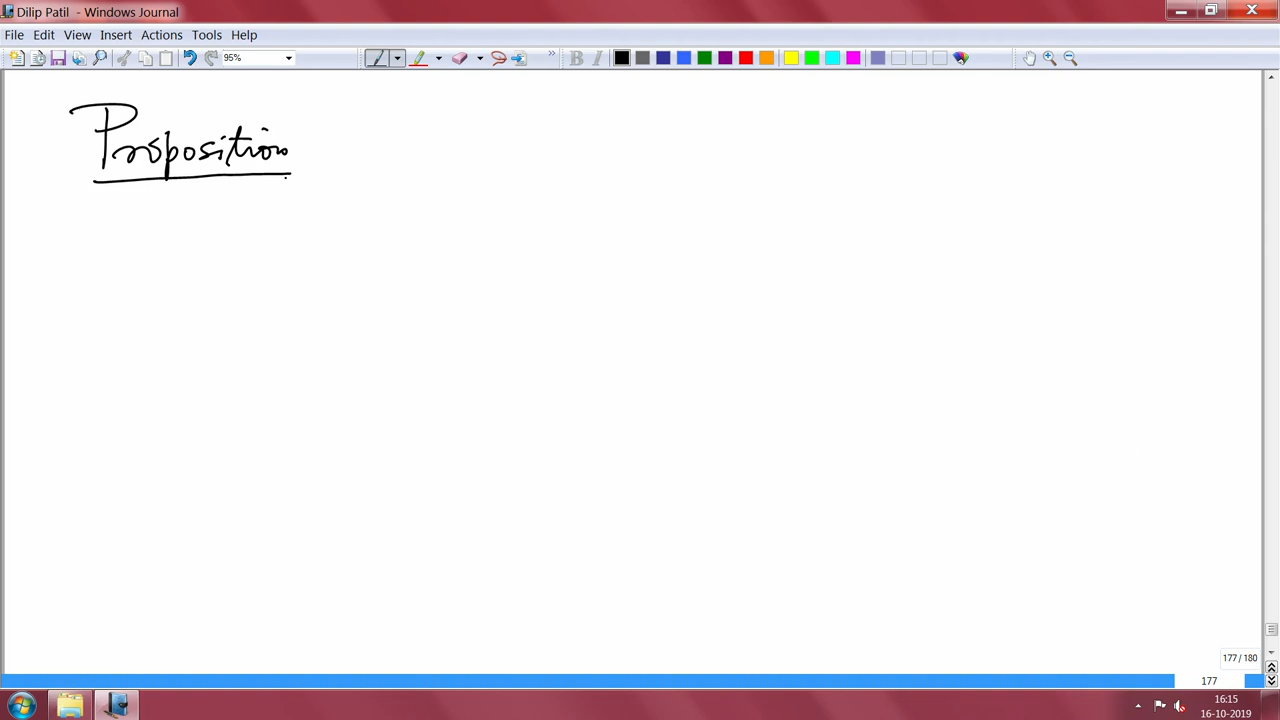 Dilip Patil - Windows Journal
File Edit View Insert Actions Tools Help
95%
Proposition
177 / 180
177
16:15
16-10-2019